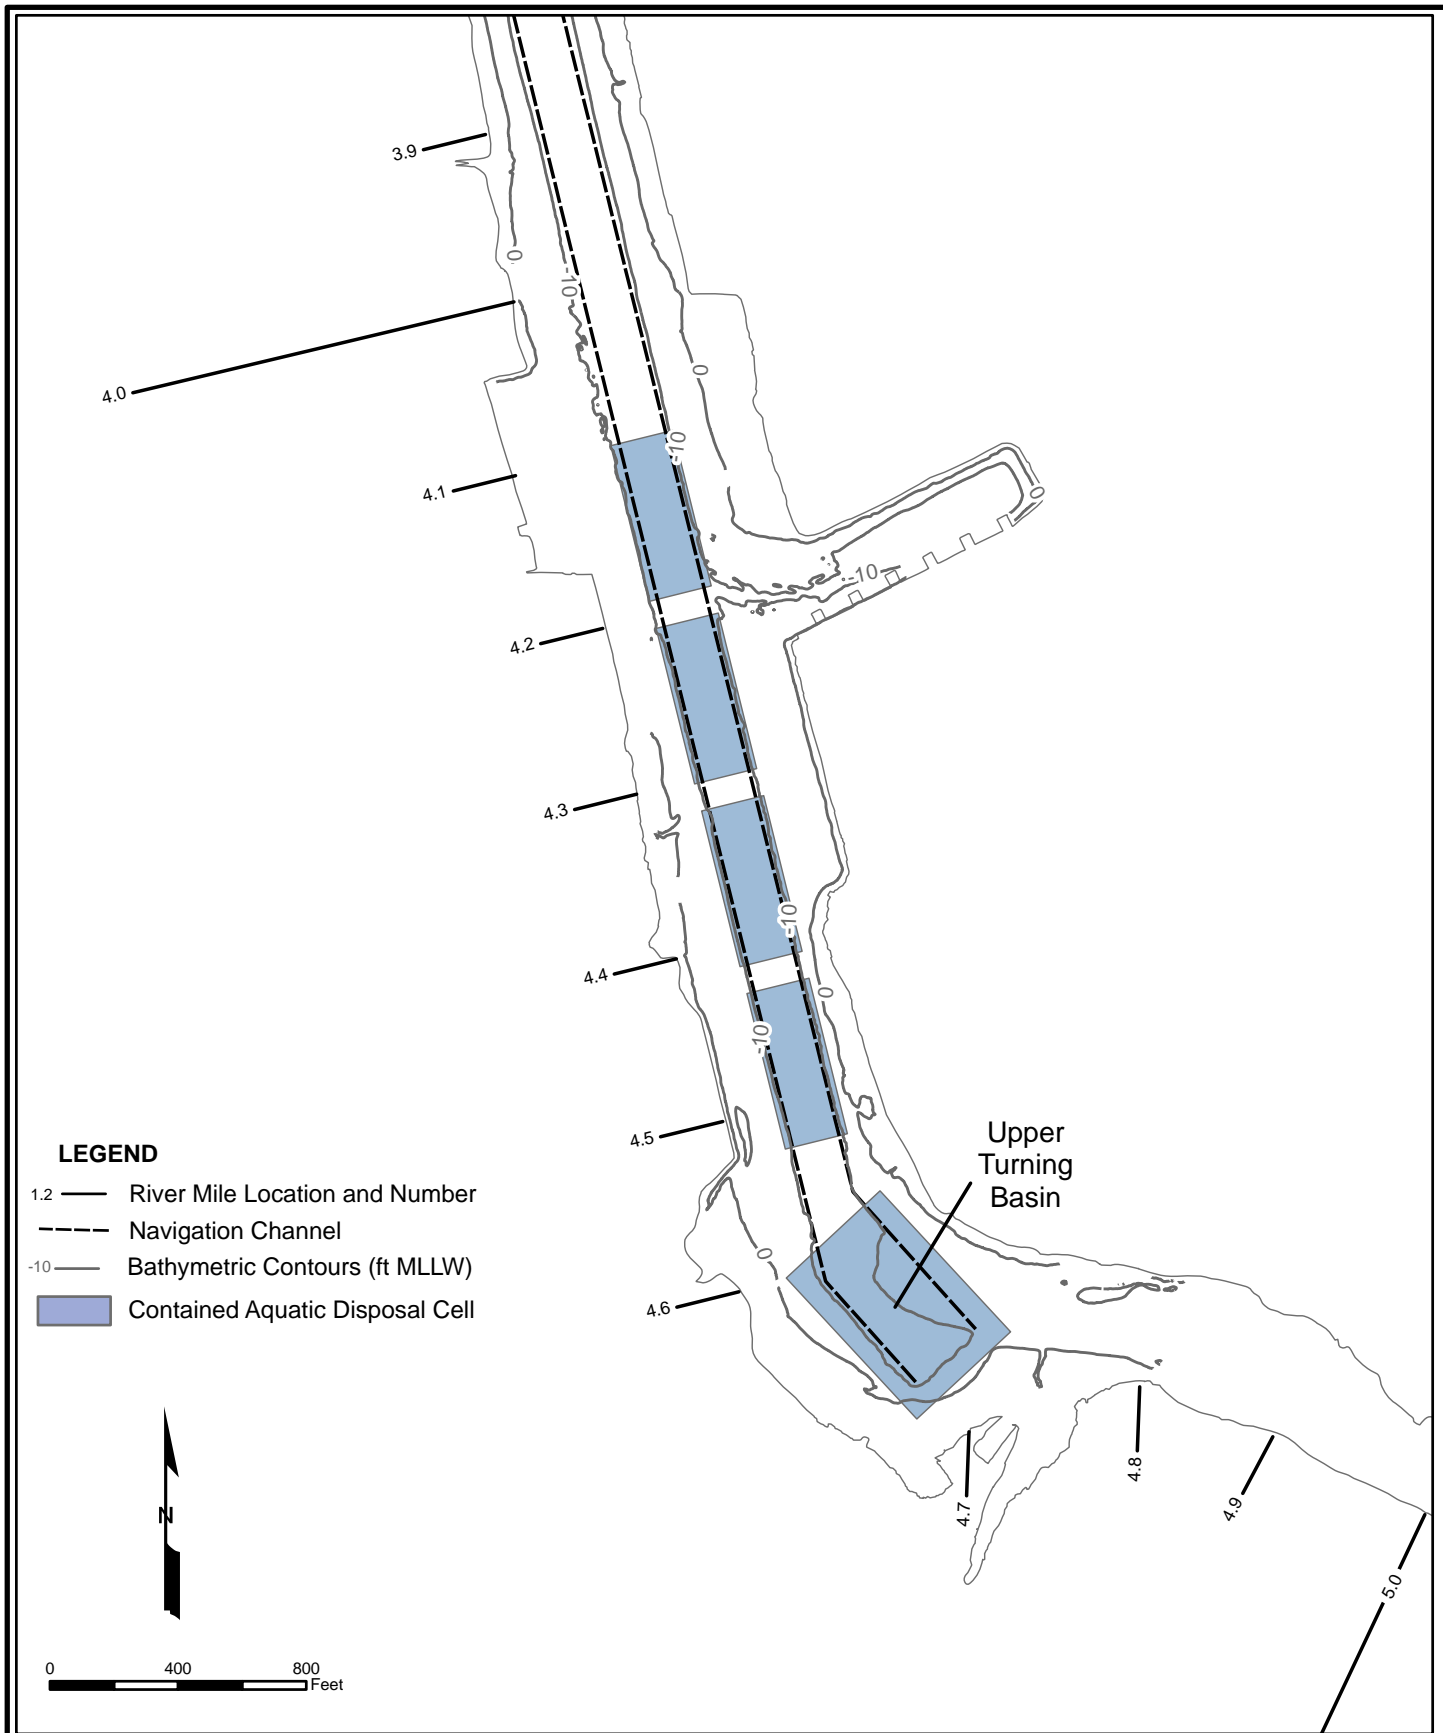 3.9
0
-10
4.0
0
-10
4.1
0
-10
4.2
4.3
-10
4.4
0
-10
4.5
Upper
Turning
Basin
LEGEND
1.2 River Mile Location and Number
Navigation Channel
-10 Bathymetric Contours (ft MLLW)
Contained Aquatic Disposal Cell
0
4.6
4.7
4.8
4.9
5.0
N
0 400 800
Feet